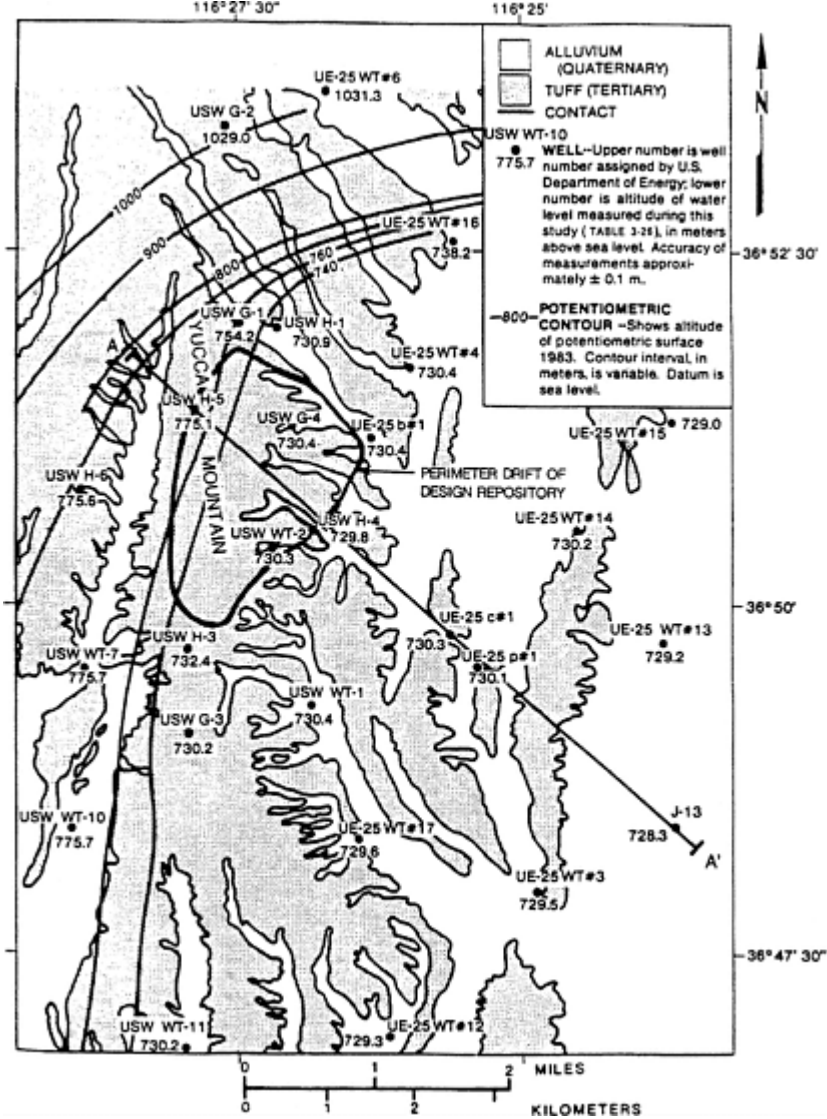 116° 27' 30"
116° 25'
ALLUVIUM
(QUATERNARY)
TUFF (TERTIARY)
CONTACT
USW WT-10
775.7
WELL--Upper number is well
number assigned by U.S.
Department of Energy; lower
number is altitude of water
level measured during this
study (TABLE 3-28), in meters
above sea level. Accuracy of
measurements approxi-
mately ± 0.1 m.
800
POTENTIOMETRIC
CONTOUR --Shows altitude
of potentiometric surface
1983. Contour interval, in
meters, is variable. Datum is
sea level.
N
UE-25 WT#6
1031.3
USW G-2
1029.0
1000
900
800
760
740
UE-25 WT#16
738.2
36° 52' 30"
USW G-1
754.2
USW H-1
730.9
A
YUCCA
MOUNTAIN
UE-25 WT#4
730.4
USW H-5
775.1
USW G-4
730.4
UE-25 b#1
730.4
729.0
UE-25 WT#15
PERIMETER DRIFT OF
DESIGN REPOSITORY
USW H-6
775.6
USW H-4
729.8
USW WT-2
730.3
UE-25 WT#14
730.2
36° 50'
UE-25 c#1
730.3
UE-25 p#1
730.1
UE-25 WT#13
729.2
USW H-3
732.4
USW WT-7
775.7
USW WT-1
730.4
USW G-3
730.2
USW WT-10
775.7
UE-25 WT#17
729.6
J-13
728.3
A'
UE-25 WT#3
729.5
36° 47' 30"
USW WT-11
730.2
UE-25 WT#12
729.3
0 1 2 MILES
0 1 2
KILOMETERS